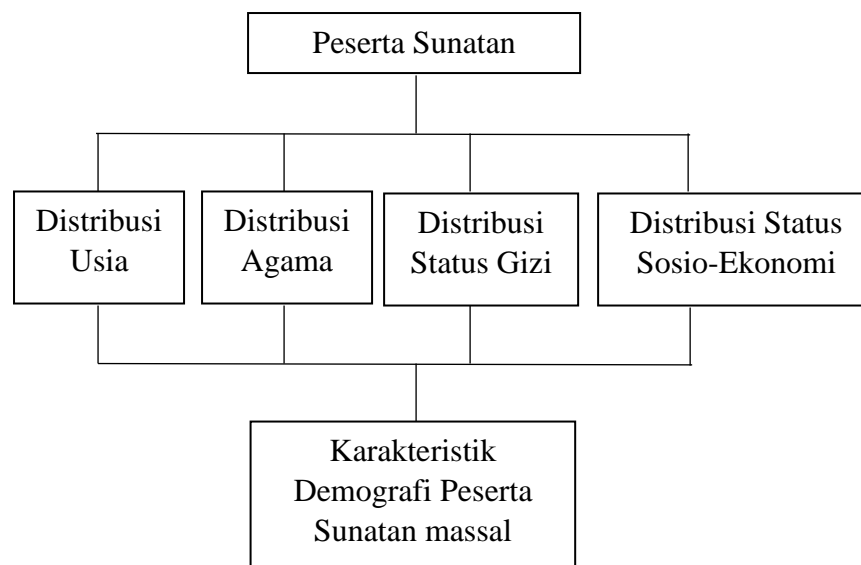 Peserta Sunatan
Distribusi
Usia
Distribusi
Agama
Distribusi
Status Gizi
Distribusi Status
Sosio-Ekonomi
Karakteristik
Demografi Peserta
Sunatan massal